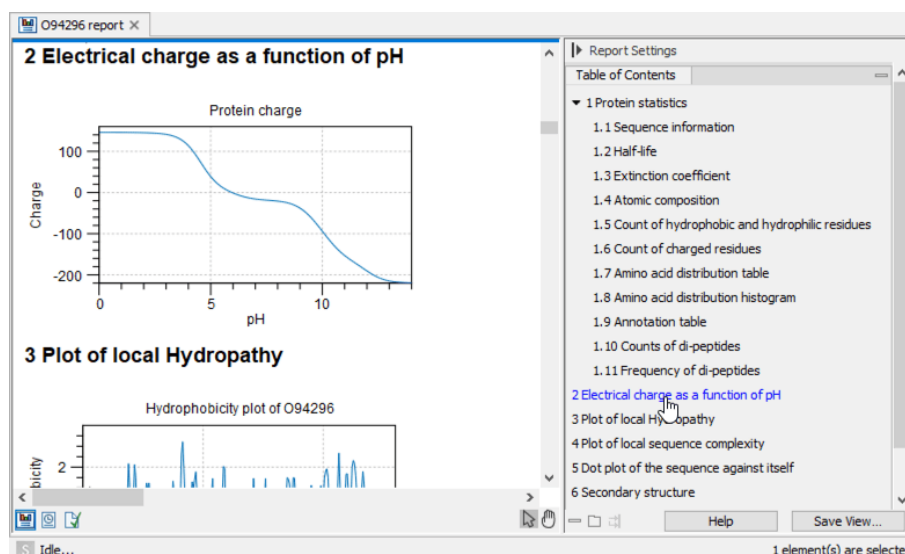 O94296 report
2 Electrical charge as a function of pH
Protein charge
100
0
-100
-200
Charge
0
5
10
pH
3 Plot of local Hydropathy
Hydrophobicity plot of O94296
2
Report Settings
Table of Contents
1 Protein statistics
1.1 Sequence information
1.2 Half-life
1.3 Extinction coefficient
1.4 Atomic composition
1.5 Count of hydrophobic and hydrophilic residues
1.6 Count of charged residues
1.7 Amino acid distribution table
1.8 Amino acid distribution histogram
1.9 Annotation table
1.10 Counts of di-peptides
1.11 Frequency of di-peptides
2 Electrical charge as a function of pH
3 Plot of local Hydropathy
4 Plot of local sequence complexity
5 Dot plot of the sequence against itself
6 Secondary structure
Help
Save View...
S Idle...
1 element(s) are selecte